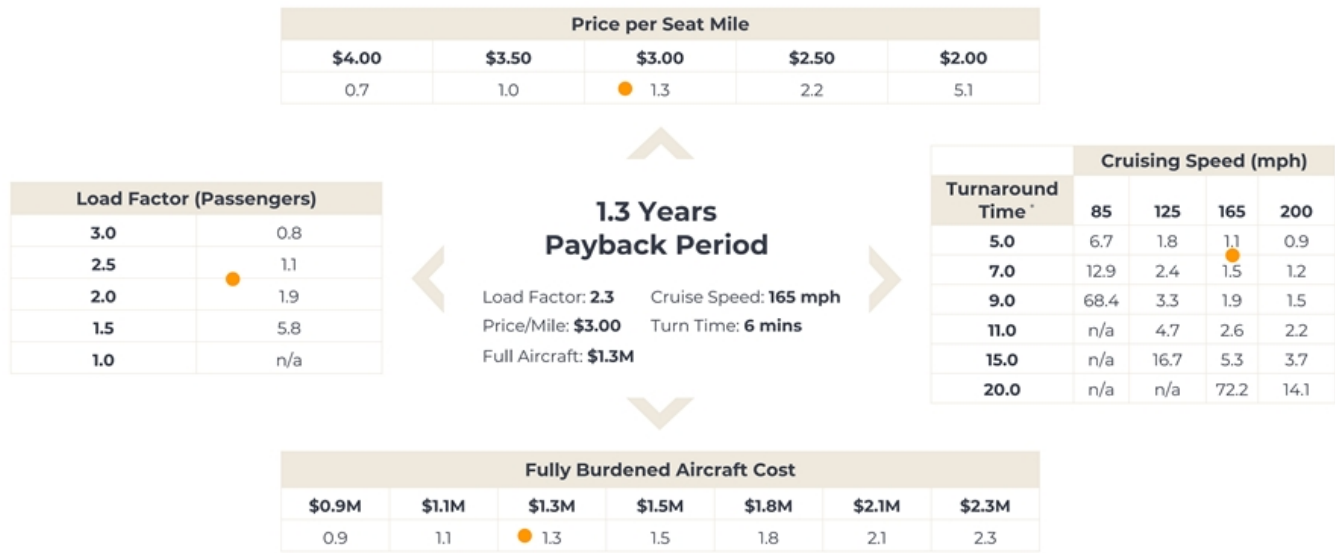 Price per Seat Mile
$4.00 $3.50 $3.00 $2.50 $2.00
0.7 1.0 1.3 2.2 5.1
Load Factor (Passengers)
3.0 0.8
2.5 1.1
2.0 1.9
1.5 5.8
1.0 n/a
1.3 Years
Payback Period
Load Factor: 2.3 Cruise Speed: 165 mph
Price/Mile: $3.00 Turn Time: 6 mins
Full Aircraft: $1.3M
Cruising Speed (mph)
Turnaround
Time* 85 125 165 200
5.0 6.7 1.8 1.1 0.9
7.0 12.9 2.4 1.5 1.2
9.0 68.4 3.3 1.9 1.5
11.0 n/a 4.7 2.6 2.2
15.0 n/a 16.7 5.3 3.7
20.0 n/a n/a 72.2 14.1
Fully Burdened Aircraft Cost
$0.9M $1.1M $1.3M $1.5M $1.8M $2.1M $2.3M
0.9 1.1 1.3 1.5 1.8 2.1 2.3